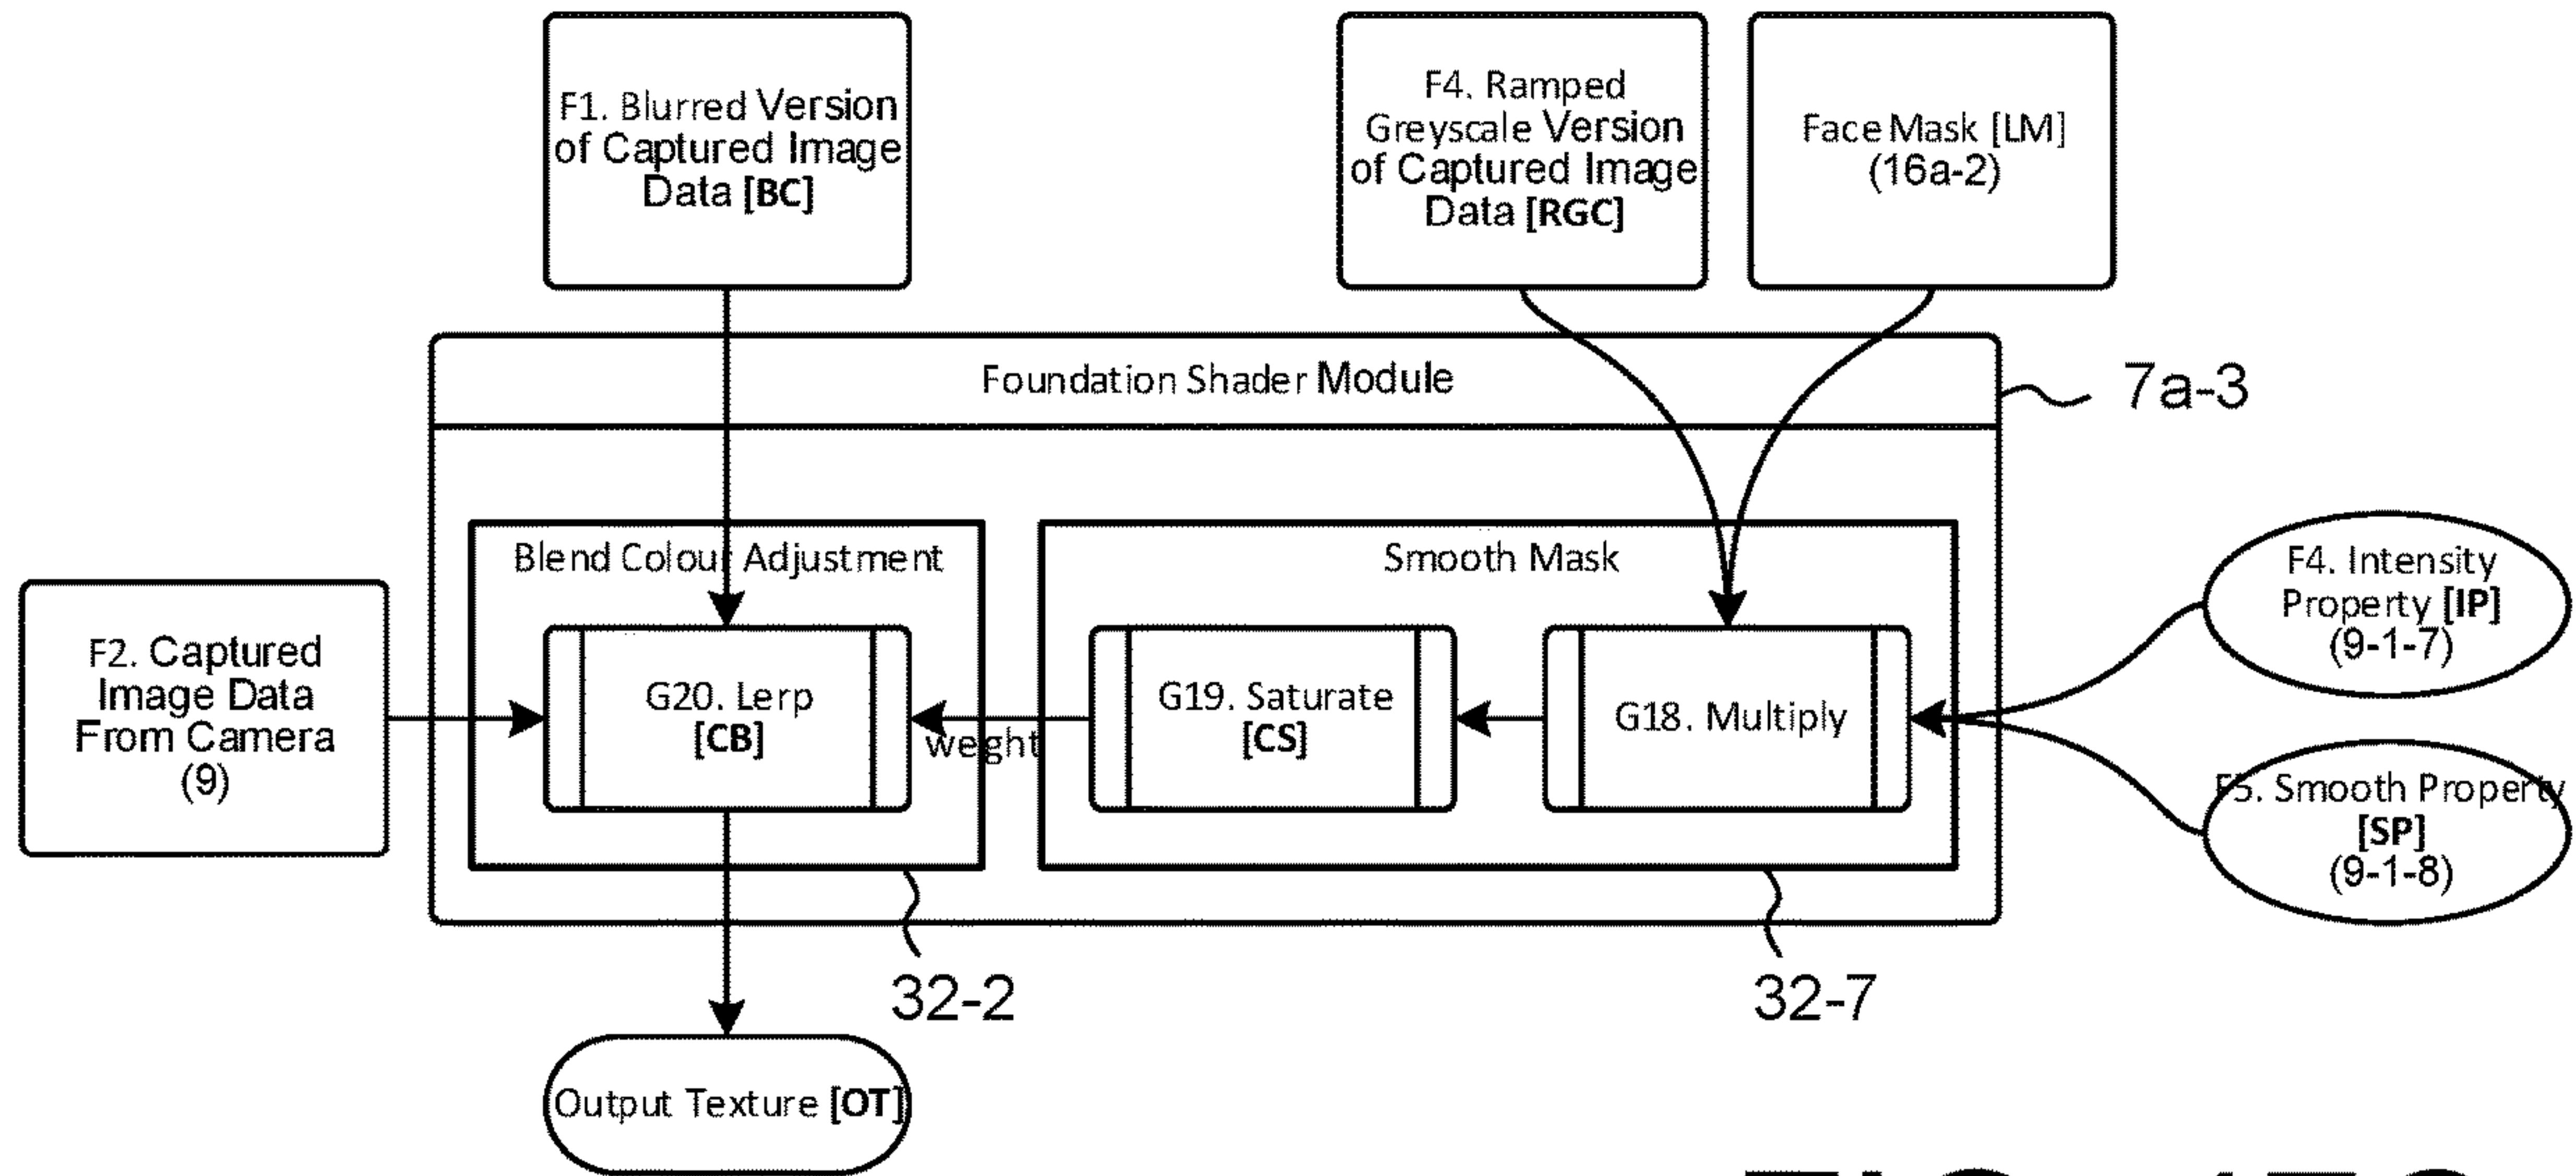 F1. Blurred Version
of Captured Image
Data [BC]
F4. Ramped
Greyscale Version
of Captured Image
Data [RGC]
Face Mask [LM]
(16a-2)
Foundation Shader Module
7a-3
Blend Colour Adjustment
Smooth Mask
F2. Captured
Image Data
From Camera
(9)
G20. Lerp
[CB]
weight
G19. Saturate
[CS]
G18. Multiply
F4. Intensity
Property [IP]
(9-1-7)
F5. Smooth Property
[SP]
(9-1-8)
32-2
32-7
Output Texture [OT]